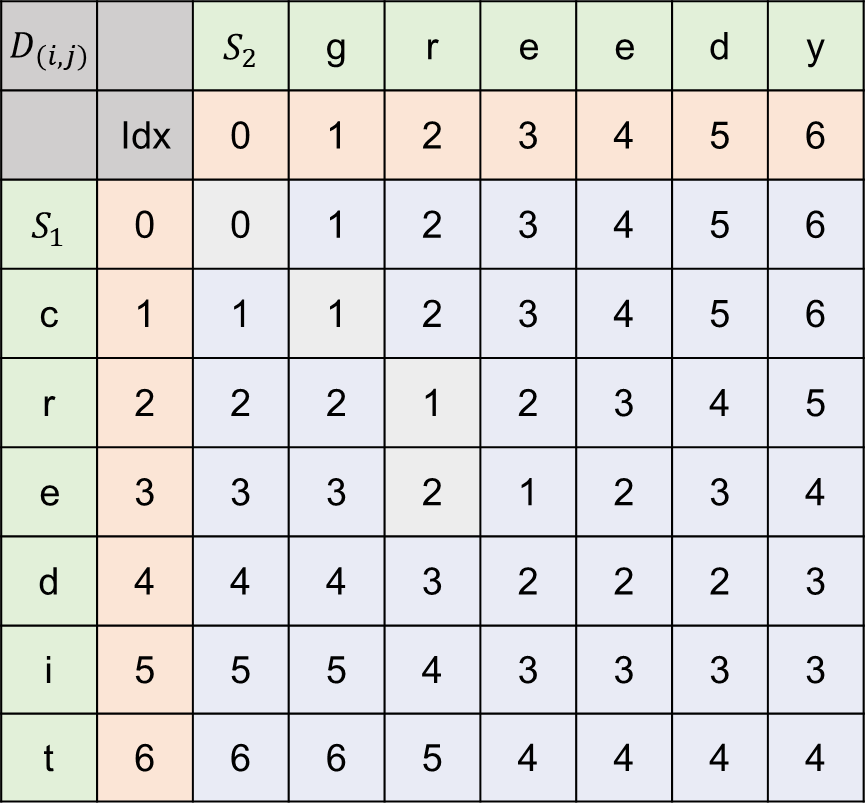 D(i,j) S₂ g r e e d y
Idx 0 1 2 3 4 5 6
S₁ 0 0 1 2 3 4 5 6
c 1 1 1 2 3 4 5 6
r 2 2 2 1 2 3 4 5
e 3 3 3 2 1 2 3 4
d 4 4 4 3 2 2 2 3
i 5 5 5 4 3 3 3 3
t 6 6 6 5 4 4 4 4